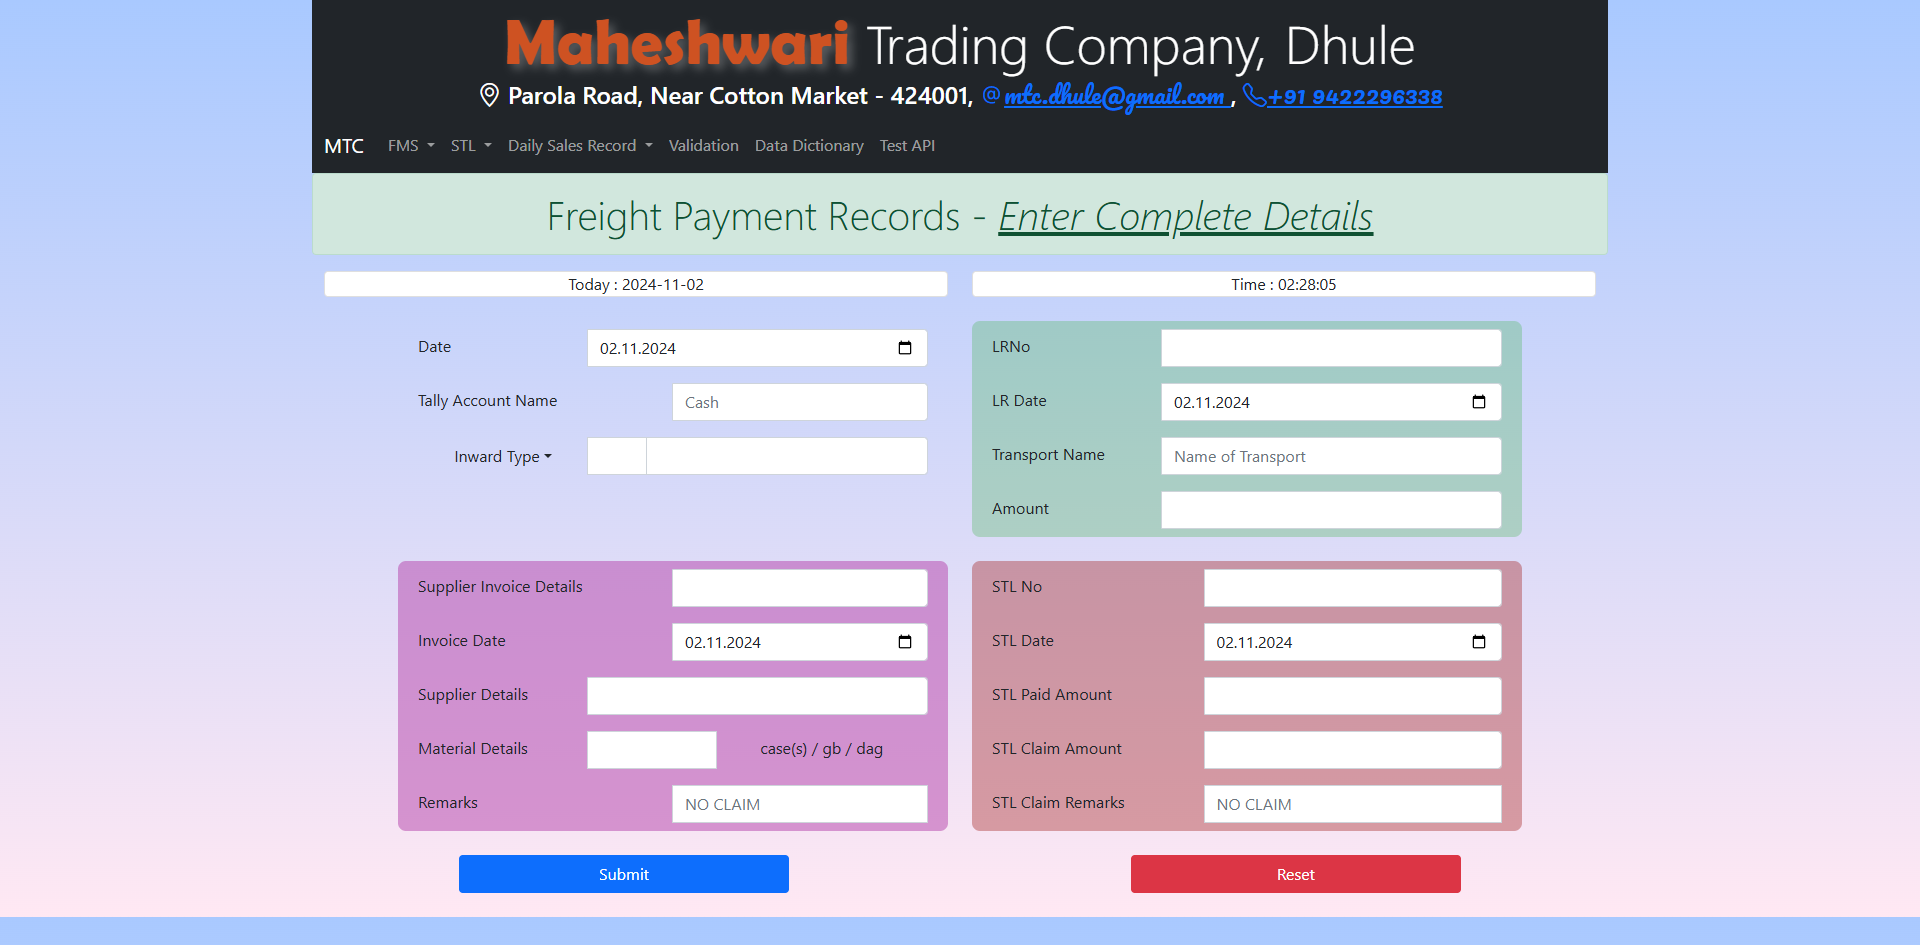 Maheshwari Trading Company, Dhule
Parola Road, Near Cotton Market - 424001, @ mtc.dhule@gmail.com , +91 9422296338
MTC FMS STL Daily Sales Record Validation Data Dictionary Test API
Freight Payment Records - Enter Complete Details
Today : 2024-11-02
Time : 02:28:05
Date 02.11.2024
Tally Account Name Cash
Inward Type
LRNo
LR Date 02.11.2024
Transport Name Name of Transport
Amount
Supplier Invoice Details
Invoice Date 02.11.2024
Supplier Details
Material Details case(s) / gb / dag
Remarks NO CLAIM
STL No
STL Date 02.11.2024
STL Paid Amount
STL Claim Amount
STL Claim Remarks NO CLAIM
Submit
Reset